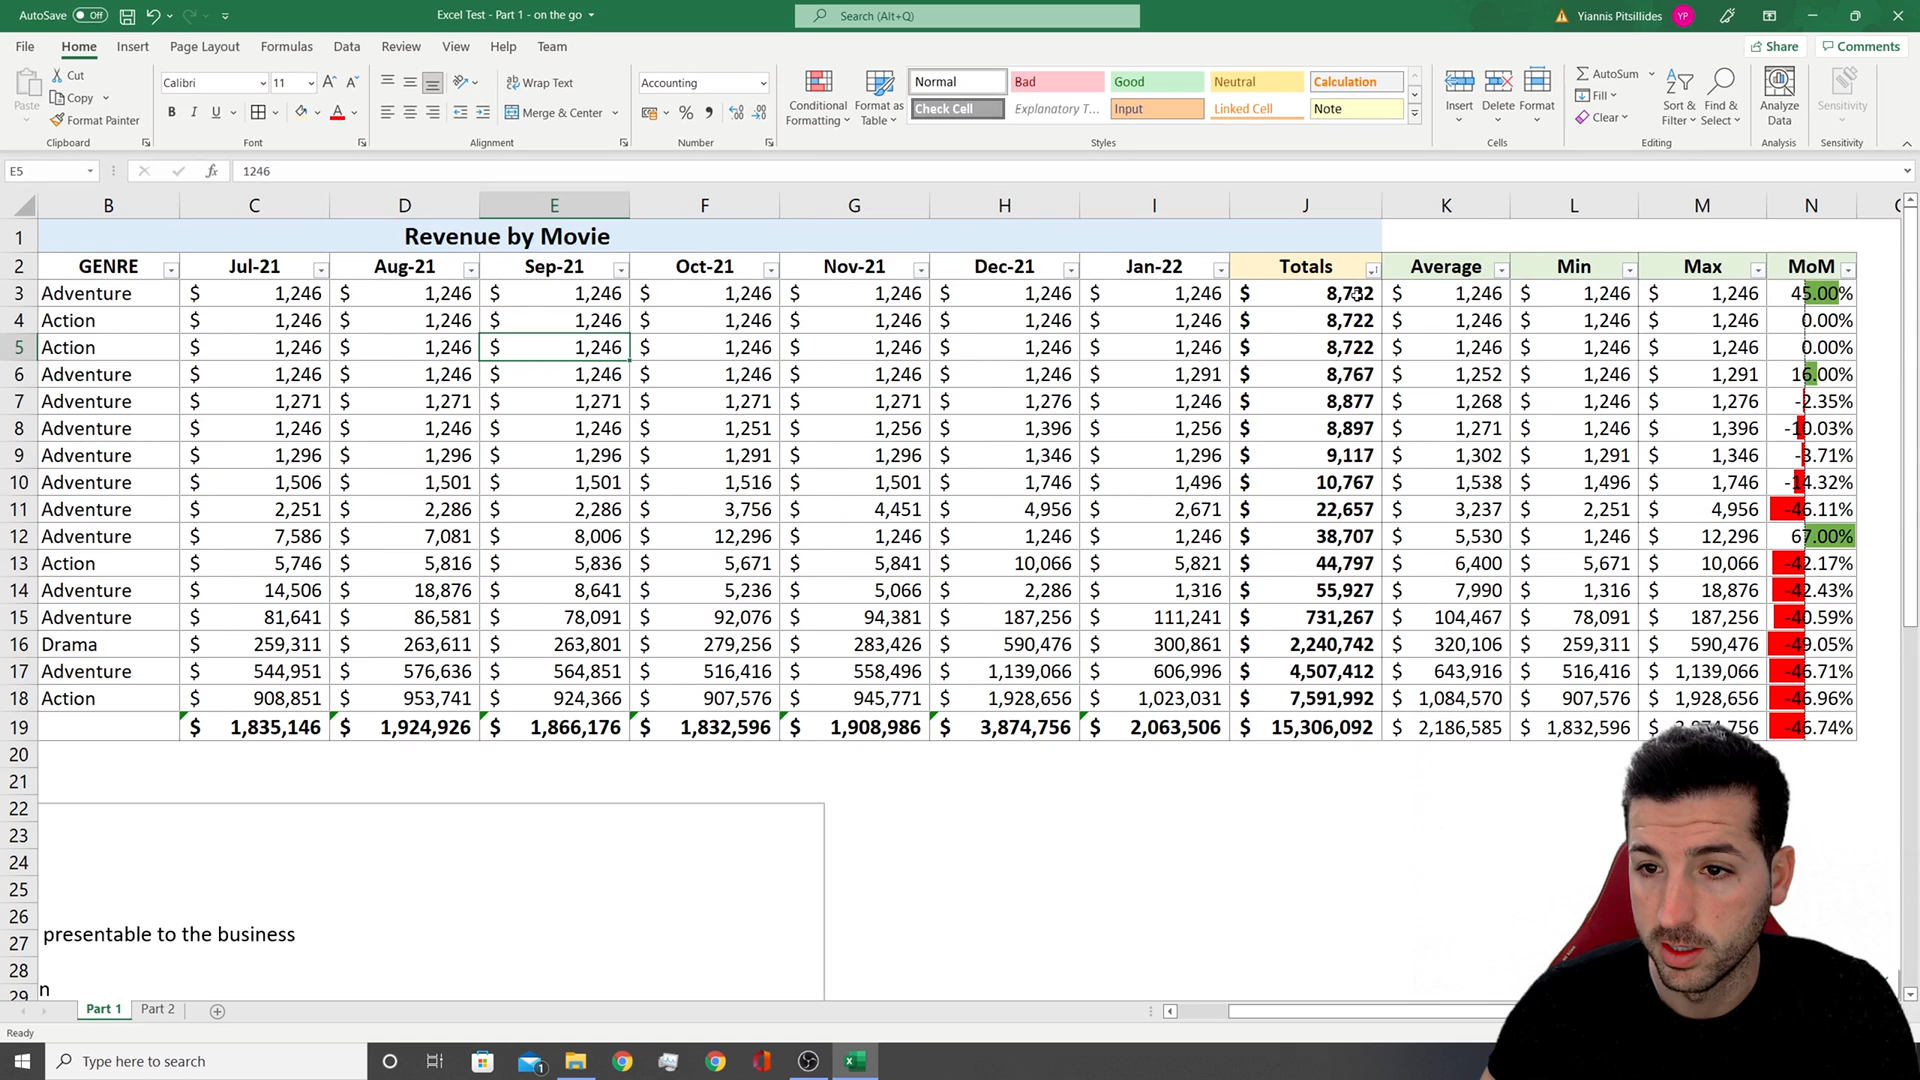 AutoSave Off Excel Test - Part 1 - on the go Search (Alt+Q) Yiannis Pitsillides YP
File Home Insert Page Layout Formulas Data Review View Help Team Share Comments
Paste Cut Copy Format Painter Clipboard
Calibri 11 B I U Font
Wrap Text Merge & Center Alignment
Accounting $ % , Number
Conditional Formatting Format as Table
Normal Bad Good Neutral Calculation
Check Cell Explanatory T... Input Linked Cell Note
Styles
Insert Delete Format Cells
AutoSum Fill Clear Sort & Filter Find & Select Editing
Analyze Data Analysis Sensitivity Sensitivity
E5 fx 1246
B C D E F G H I J K L M N
1 Revenue by Movie
2 GENRE Jul-21 Aug-21 Sep-21 Oct-21 Nov-21 Dec-21 Jan-22 Totals Average Min Max MoM
3 Adventure $ 1,246 $ 1,246 $ 1,246 $ 1,246 $ 1,246 $ 1,246 $ 1,246 $ $ 1,246 $ 1,246 $ 1,246 45.00%
4 Action $ 1,246 $ 1,246 $ 1,246 $ 1,246 $ 1,246 $ 1,246 $ 1,246 $ 8,722 $ 1,246 $ 1,246 $ 1,246 0.00%
5 Action $ 1,246 $ 1,246 $ 1,246 $ 1,246 $ 1,246 $ 1,246 $ 1,246 $ 8,722 $ 1,246 $ 1,246 $ 1,246 0.00%
6 Adventure $ 1,246 $ 1,246 $ 1,246 $ 1,246 $ 1,246 $ 1,246 $ 1,291 $ 8,767 $ 1,252 $ 1,246 $ 1,291 16.00%
7 Adventure $ 1,271 $ 1,271 $ 1,271 $ 1,271 $ 1,271 $ 1,276 $ 1,246 $ 8,877 $ 1,268 $ 1,246 $ 1,276 -2.35%
8 Adventure $ 1,246 $ 1,246 $ 1,246 $ 1,251 $ 1,256 $ 1,396 $ 1,256 $ 8,897 $ 1,271 $ 1,246 $ 1,396 -10.03%
9 Adventure $ 1,296 $ 1,296 $ 1,296 $ 1,291 $ 1,296 $ 1,346 $ 1,296 $ 9,117 $ 1,302 $ 1,291 $ 1,346 -3.71%
10 Adventure $ 1,506 $ 1,501 $ 1,501 $ 1,516 $ 1,501 $ 1,746 $ 1,496 $ 10,767 $ 1,538 $ 1,496 $ 1,746 -14.32%
11 Adventure $ 2,251 $ 2,286 $ 2,286 $ 3,756 $ 4,451 $ 4,956 $ 2,671 $ 22,657 $ 3,237 $ 2,251 $ 4,956 -46.11%
12 Adventure $ 7,586 $ 7,081 $ 8,006 $ 12,296 $ 1,246 $ 1,246 $ 1,246 $ 38,707 $ 5,530 $ 1,246 $ 12,296 67.00%
13 Action $ 5,746 $ 5,816 $ 5,836 $ 5,671 $ 5,841 $ 10,066 $ 5,821 $ 44,797 $ 6,400 $ 5,671 $ 10,066 -42.17%
14 Adventure $ 14,506 $ 18,876 $ 8,641 $ 5,236 $ 5,066 $ 2,286 $ 1,316 $ 55,927 $ 7,990 $ 1,316 $ 18,876 -42.43%
15 Adventure $ 81,641 $ 86,581 $ 78,091 $ 92,076 $ 94,381 $ 187,256 $ 111,241 $ 731,267 $ 104,467 $ 78,091 $ 187,256 -40.59%
16 Drama $ 259,311 $ 263,611 $ 263,801 $ 279,256 $ 283,426 $ 590,476 $ 300,861 $ 2,240,742 $ 320,106 $ 259,311 $ 590,476 -49.05%
17 Adventure $ 544,951 $ 576,636 $ 564,851 $ 516,416 $ 558,496 $ 1,139,066 $ 606,996 $ 4,507,412 $ 643,916 $ 516,416 $ 1,139,066 -46.71%
18 Action $ 908,851 $ 953,741 $ 924,366 $ 907,576 $ 945,771 $ 1,928,656 $ 1,023,031 $ 7,591,992 $ 1,084,570 $ 907,576 $ 1,928,656 -46.96%
19 $ 1,835,146 $ 1,924,926 $ 1,866,176 $ 1,832,596 $ 1,908,986 $ 3,874,756 $ 2,063,506 $ 15,306,092 $ 2,186,585 $ 1,832,596 $ -46.74%
20
21
22
23
24
25
26
27 presentable to the business
28
29 n
Part 1 Part 2
Ready
Type here to search 1